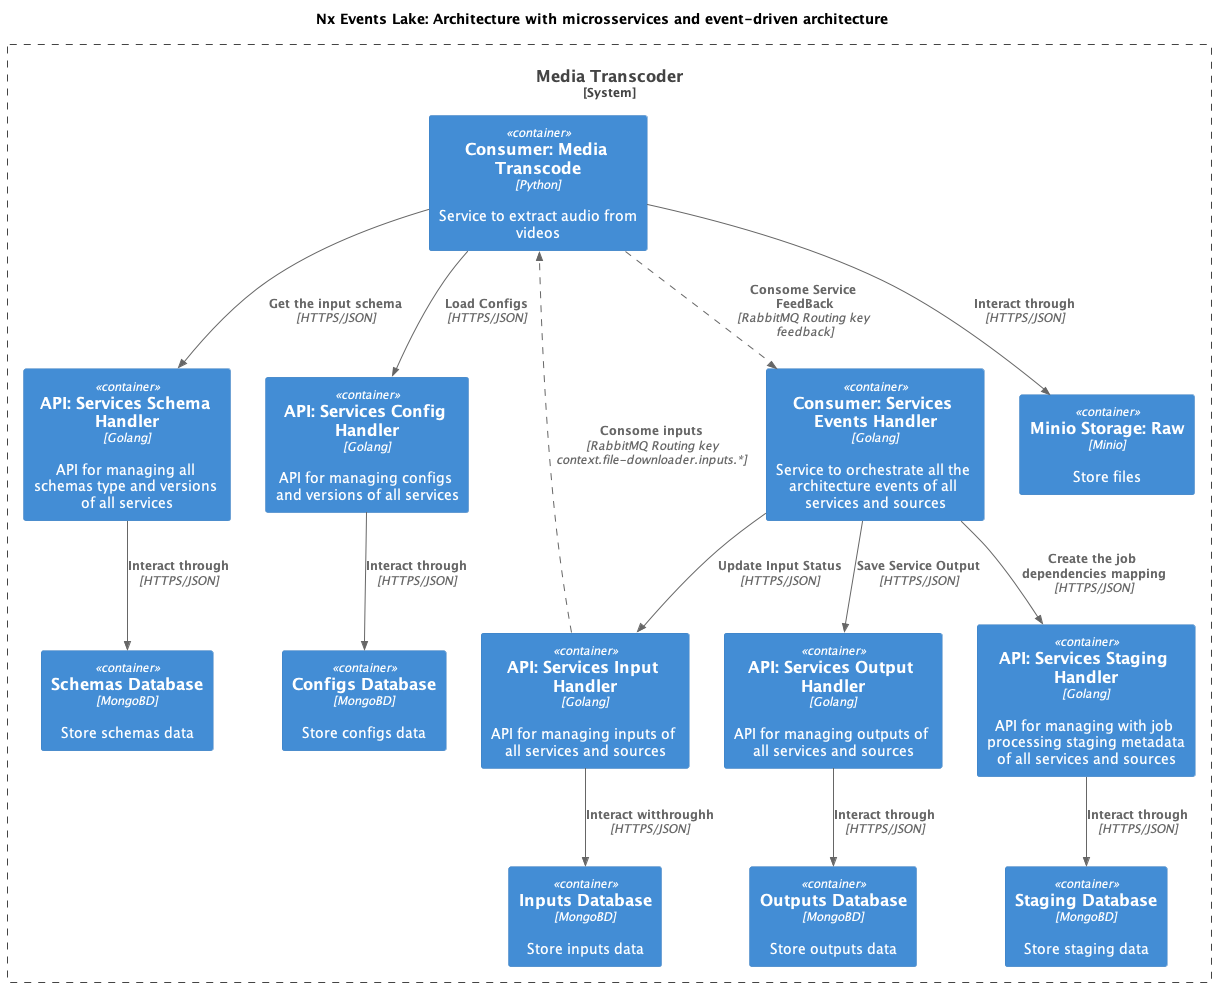 Nx Events Lake: Architecture with microsservices and event-driven architecture
Media Transcoder
[System]
«container»
Consumer: Media
Transcode
[Python]
Service to extract audio from
videos
Get the input schema
[HTTPS/JSON]
Load Configs
[HTTPS/JSON]
Consome Service
FeedBack
[RabbitMQ Routing key
feedback]
Interact through
[HTTPS/JSON]
«container»
API: Services Schema
Handler
[Golang]
API for managing all
schemas type and versions
of all services
«container»
API: Services Config
Handler
[Golang]
API for managing configs
and versions of all services
Consome inputs
[RabbitMQ Routing key
context.file-downloader.inputs.*]
«container»
Consumer: Services
Events Handler
[Golang]
Service to orchestrate all the
architecture events of all
services and sources
«container»
Minio Storage: Raw
[Minio]
Store files
Interact through
[HTTPS/JSON]
Interact through
[HTTPS/JSON]
Update Input Status
[HTTPS/JSON]
Save Service Output
[HTTPS/JSON]
Create the job
dependencies mapping
[HTTPS/JSON]
«container»
Schemas Database
[MongoBD]
Store schemas data
«container»
Configs Database
[MongoBD]
Store configs data
«container»
API: Services Input
Handler
[Golang]
API for managing inputs of
all services and sources
«container»
API: Services Output
Handler
[Golang]
API for managing outputs of
all services and sources
«container»
API: Services Staging
Handler
[Golang]
API for managing with job
processing staging metadata
of all services and sources
Interact witthroughh
[HTTPS/JSON]
Interact through
[HTTPS/JSON]
Interact through
[HTTPS/JSON]
«container»
Inputs Database
[MongoBD]
Store inputs data
«container»
Outputs Database
[MongoBD]
Store outputs data
«container»
Staging Database
[MongoBD]
Store staging data